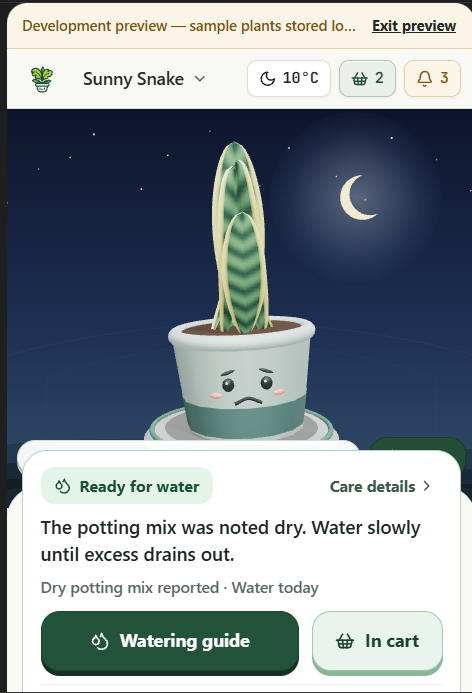 Development preview — sample plants stored lo... Exit preview
Sunny Snake 10°C 2 3
Ready for water Care details
The potting mix was noted dry. Water slowly
until excess drains out.
Dry potting mix reported · Water today
Watering guide In cart